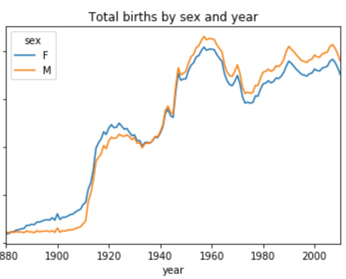 Total births by sex and year
sex
F
M
880 1900 1920 1940 1960 1980 2000
year